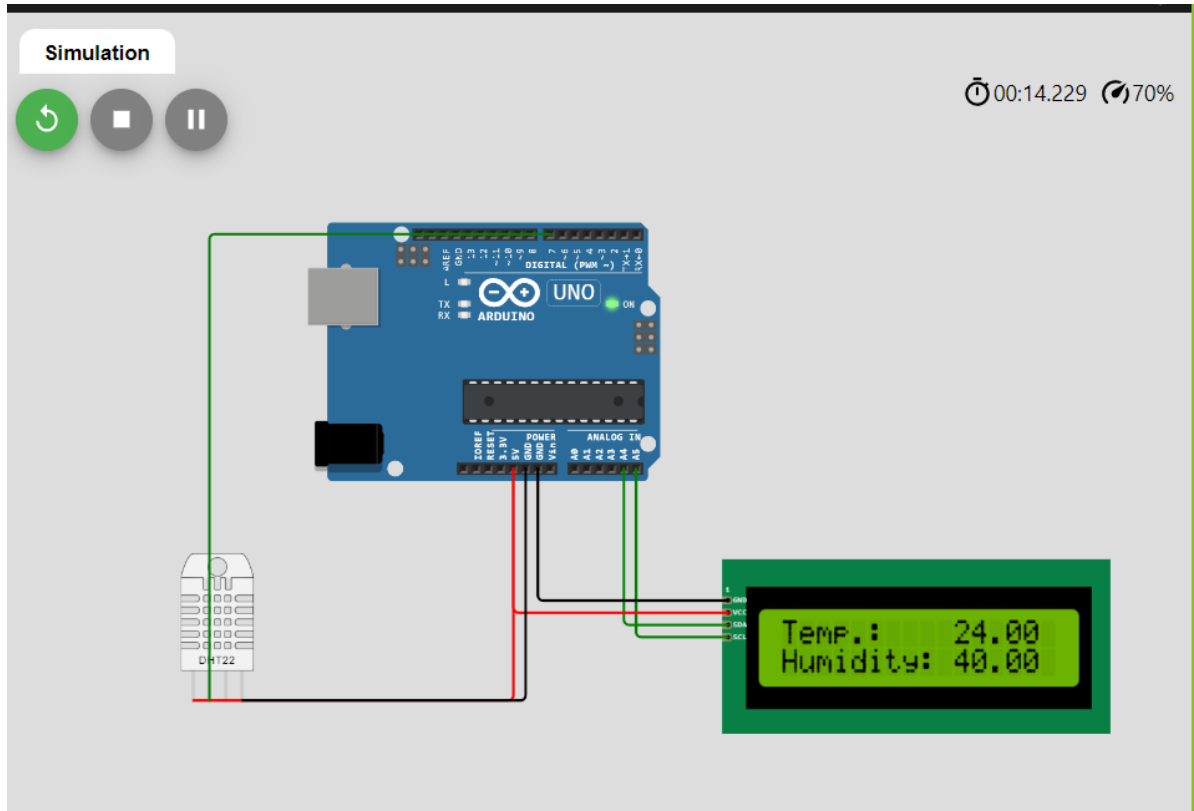 Simulation
00:14.229 70%
AREF
GND
13
12
~11
~10
~9
8
7
~6
~5
4
~3
2
TX→1
RX←0
DIGITAL (PWM ~)
L
TX
RX
UNO
ON
ARDUINO
IOREF
RESET
3.3V
5V
GND
GND
Vin
POWER
ANALOG IN
A0
A1
A2
A3
A4
A5
DHT22
1
GND
VCC
SDA
SCL
Temp.: 24.00
Humidity: 40.00